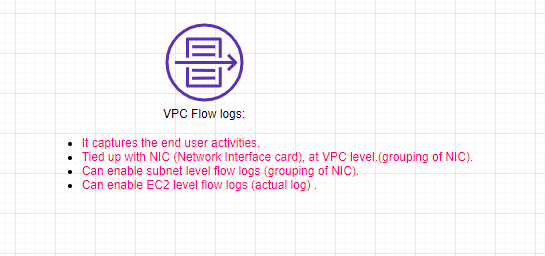 VPC Flow logs:
It captures the end user activities.
Tied up with NIC (Network Interface card), at VPC level.(grouping of NIC).
Can enable subnet level flow logs (grouping of NIC).
Can enable EC2 level flow logs (actual log) .